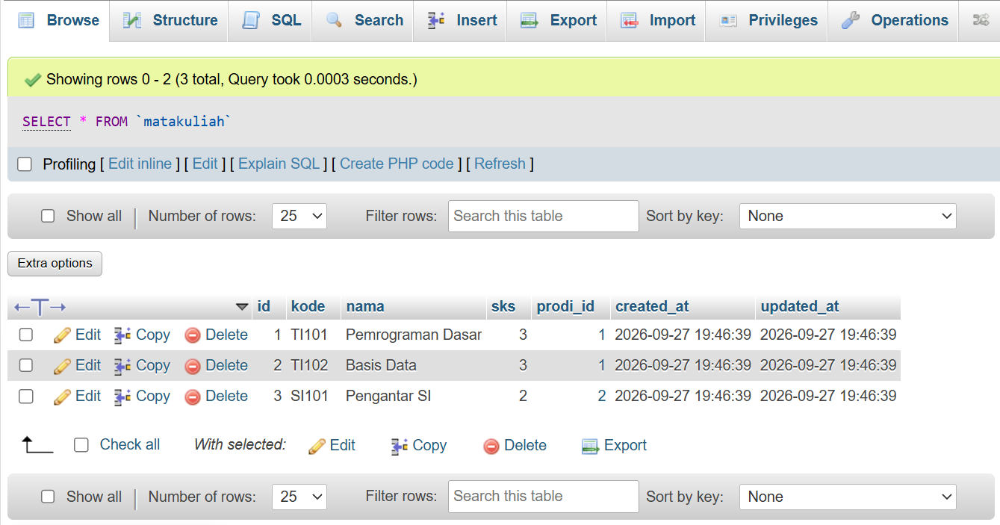 Browse Structure SQL Search Insert Export Import Privileges Operations
Showing rows 0 - 2 (3 total, Query took 0.0003 seconds.)
SELECT * FROM `matakuliah`
Profiling [ Edit inline ] [ Edit ] [ Explain SQL ] [ Create PHP code ] [ Refresh ]
Show all Number of rows: 25 Filter rows: Search this table Sort by key: None
Extra options
←T→ id kode nama sks prodi_id created_at updated_at
Edit Copy Delete 1 TI101 Pemrograman Dasar 3 1 2026-09-27 19:46:39 2026-09-27 19:46:39
Edit Copy Delete 2 TI102 Basis Data 3 1 2026-09-27 19:46:39 2026-09-27 19:46:39
Edit Copy Delete 3 SI101 Pengantar SI 2 2 2026-09-27 19:46:39 2026-09-27 19:46:39
Check all With selected: Edit Copy Delete Export
Show all Number of rows: 25 Filter rows: Search this table Sort by key: None